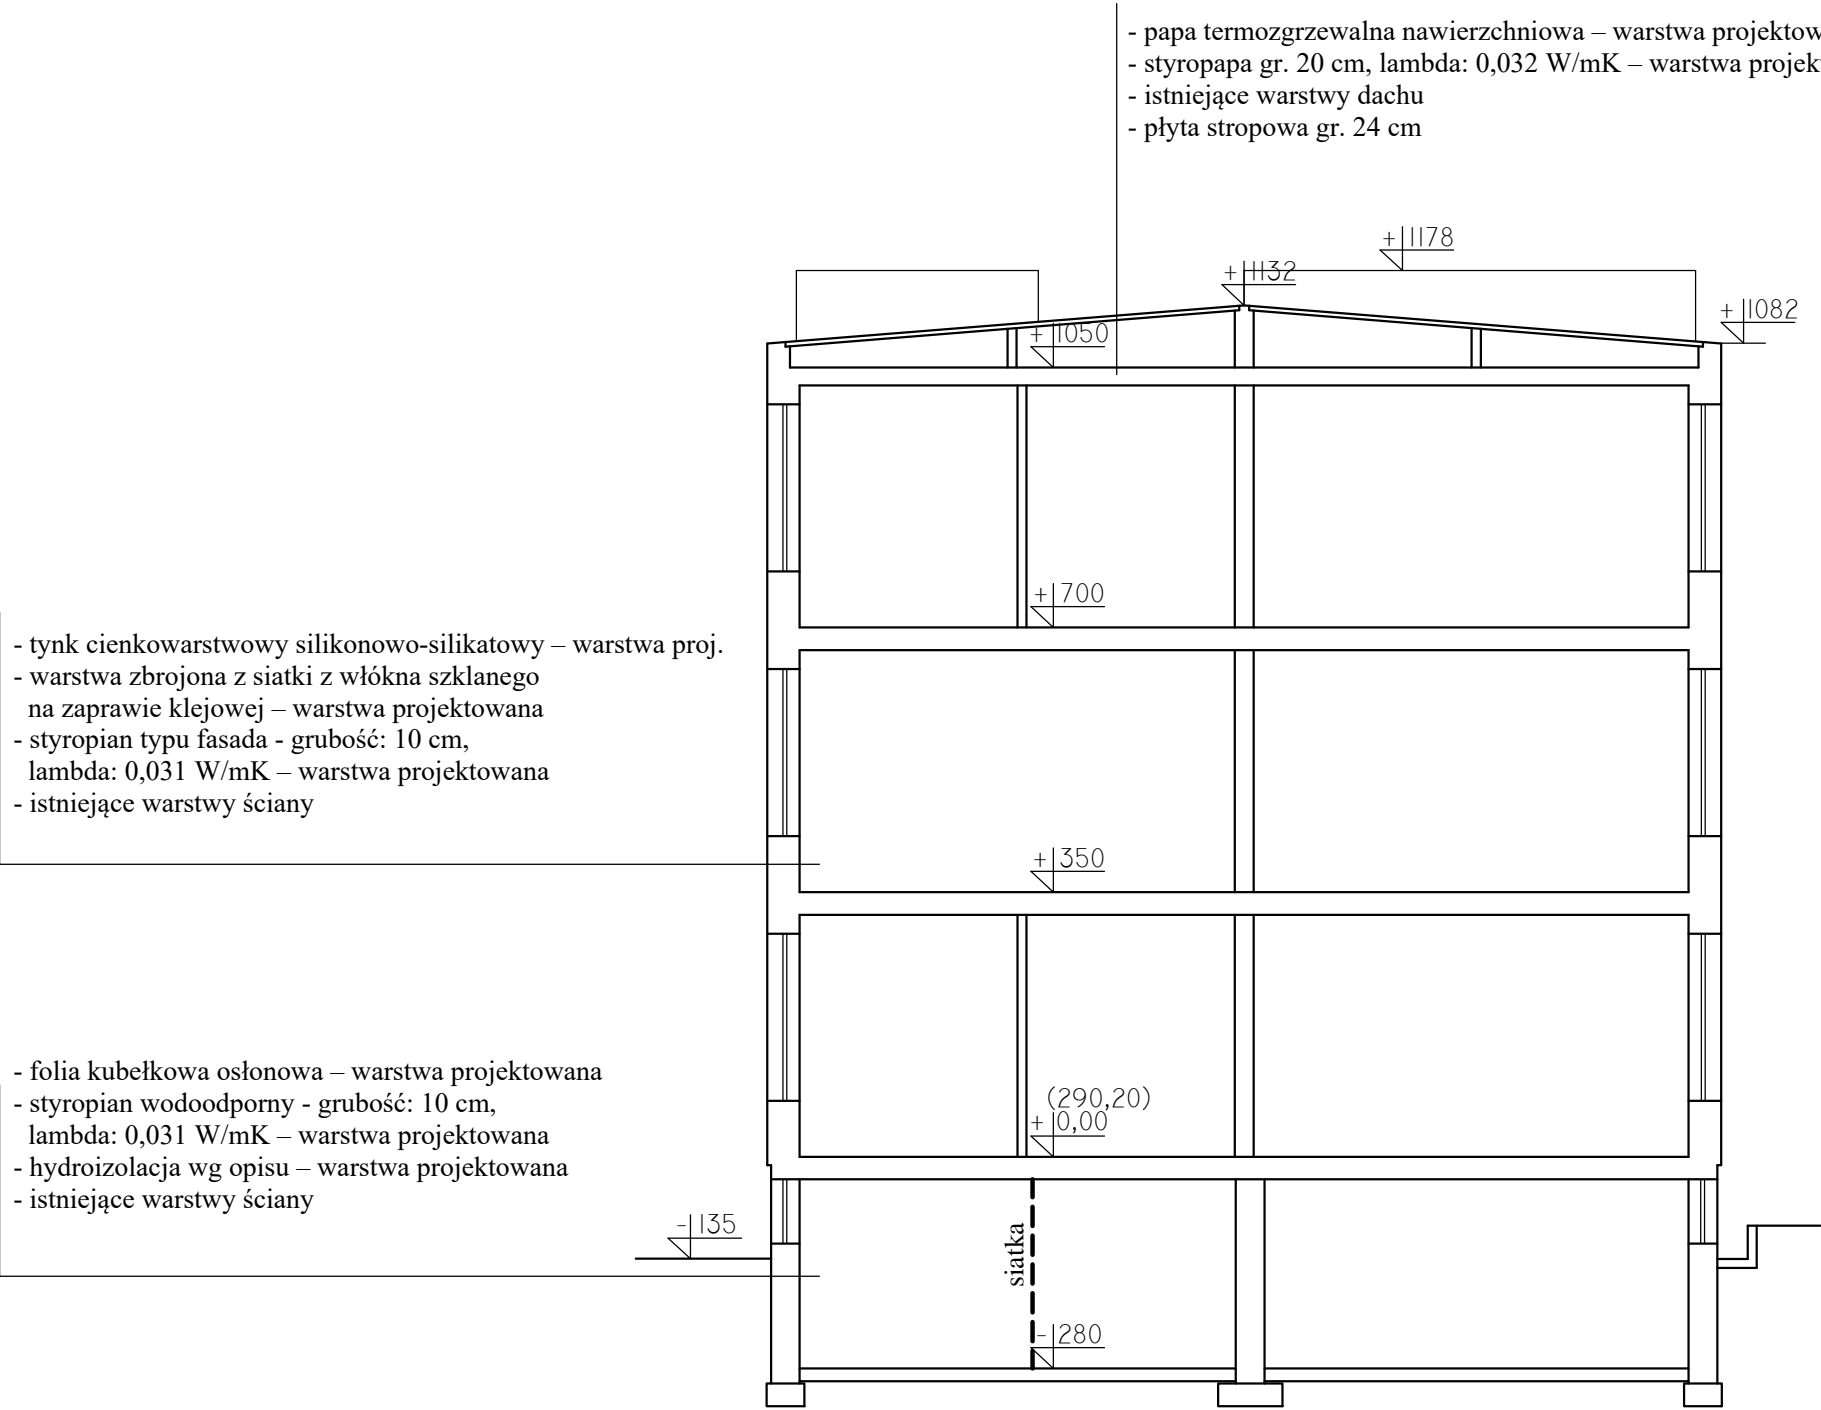 - papa termozgrzewalna nawierzchniowa – warstwa projektow
- styropapa gr. 20 cm, lambda: 0,032 W/mK – warstwa projek
- istniejące warstwy dachu
- płyta stropowa gr. 24 cm
+1178
+1132
+1082
+1050
+700
- tynk cienkowarstwowy silikonowo-silikatowy – warstwa proj.
- warstwa zbrojona z siatki z włókna szklanego
na zaprawie klejowej – warstwa projektowana
- styropian typu fasada - grubość: 10 cm,
lambda: 0,031 W/mK – warstwa projektowana
- istniejące warstwy ściany
+350
- folia kubełkowa osłonowa – warstwa projektowana
- styropian wodoodporny - grubość: 10 cm,
lambda: 0,031 W/mK – warstwa projektowana
- hydroizolacja wg opisu – warstwa projektowana
- istniejące warstwy ściany
(290,20)
+0,00
-135
siatka
-280